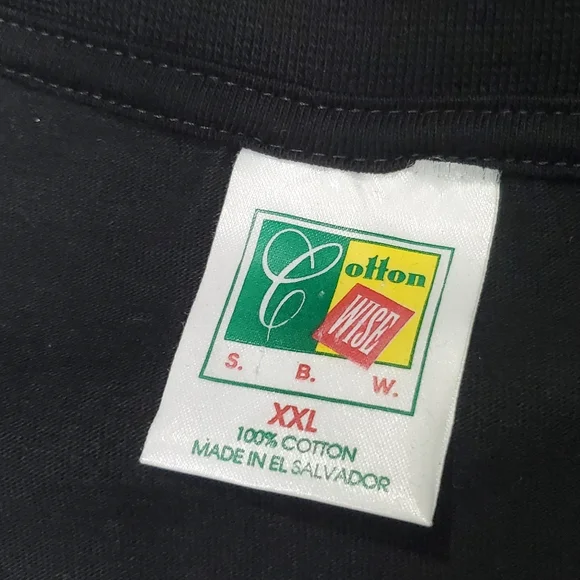 Cotton
WISE
S. B. W.
XXL
100% COTTON
MADE IN EL SALVADOR